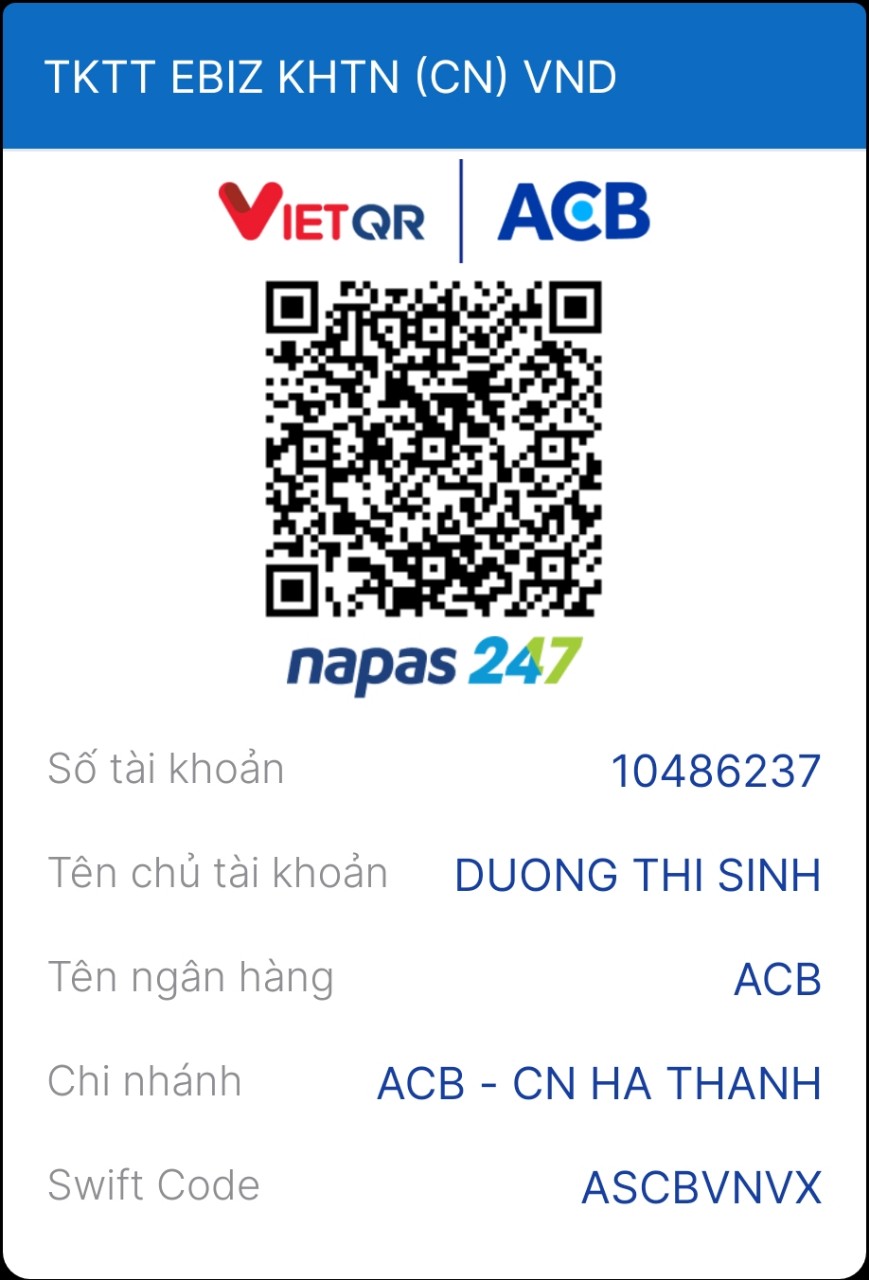 TKTT EBIZ KHTN (CN) VND
VIETQR ACB
napas 247
Số tài khoản 10486237
Tên chủ tài khoản DUONG THI SINH
Tên ngân hàng ACB
Chi nhánh ACB - CN HA THANH
Swift Code ASCBVNVX